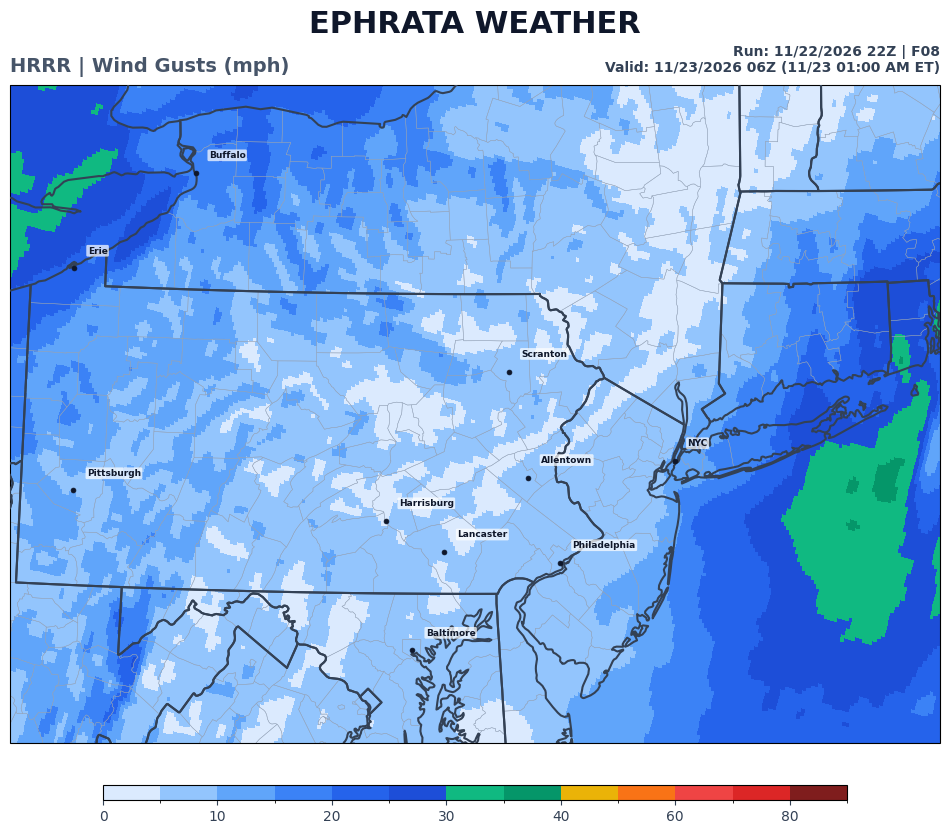 EPHRATA WEATHER
HRRR | Wind Gusts (mph)
Run: 11/22/2026 22Z | F08
Valid: 11/23/2026 06Z (11/23 01:00 AM ET)
Buffalo
Erie
Scranton
NYC
Allentown
Pittsburgh
Harrisburg
Lancaster
Philadelphia
Baltimore
0 10 20 30 40 50 60 70 80